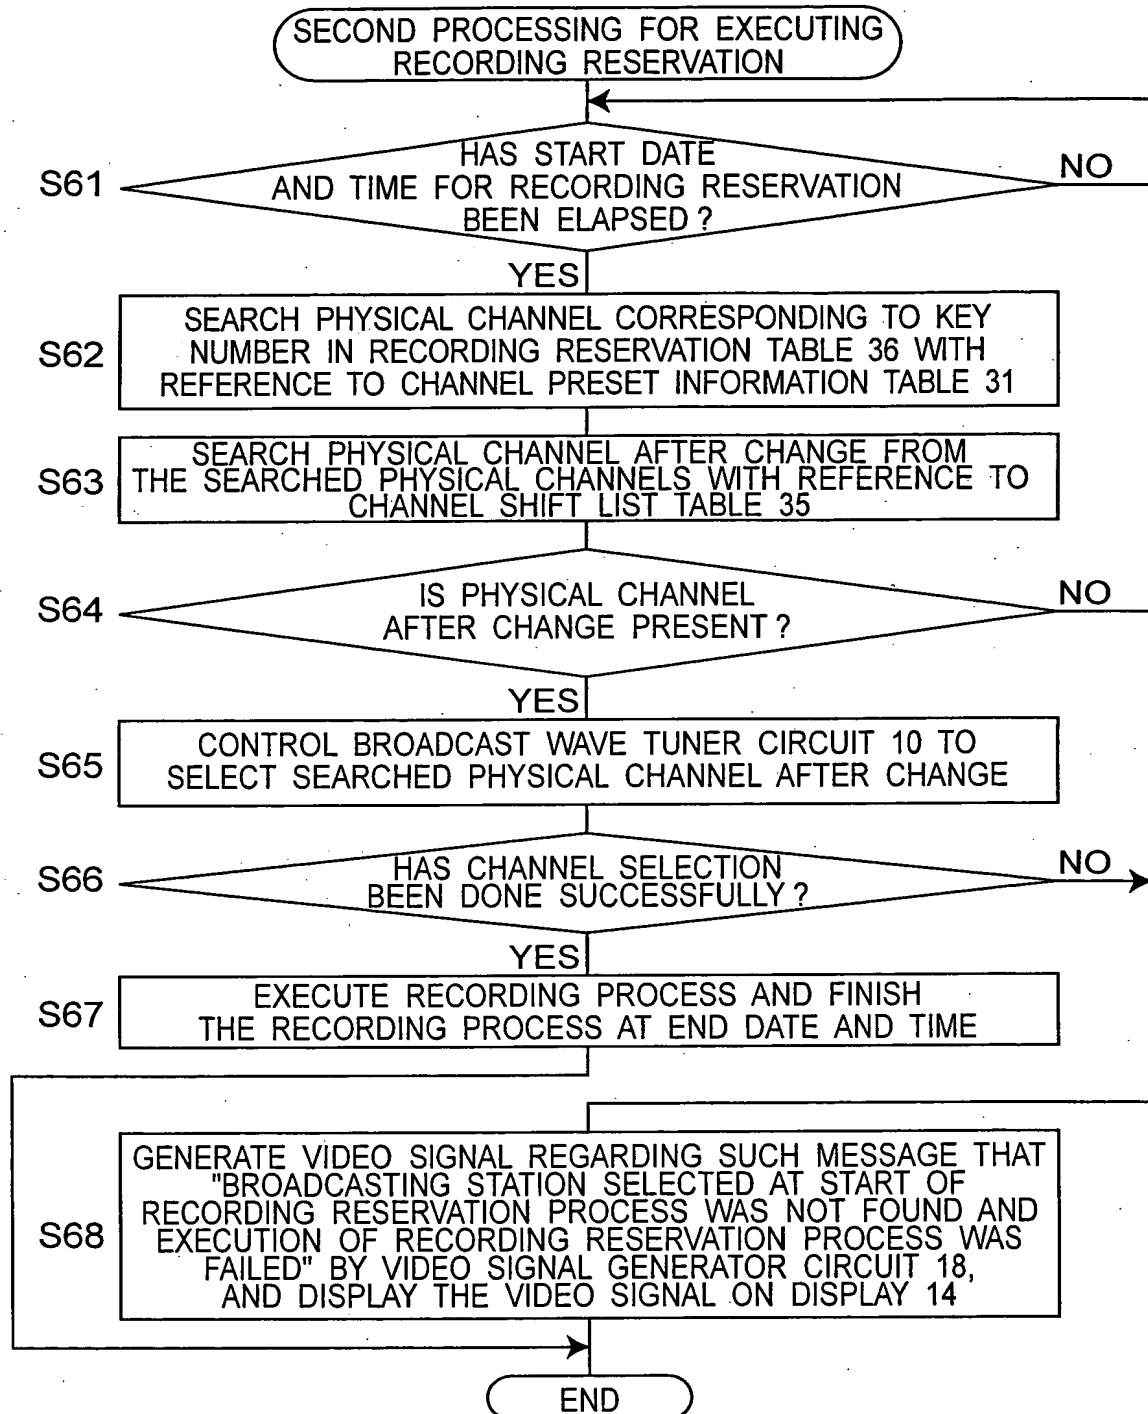 SECOND PROCESSING FOR EXECUTING
RECORDING RESERVATION
HAS START DATE
AND TIME FOR RECORDING RESERVATION
BEEN ELAPSED?
S61
NO
YES
SEARCH PHYSICAL CHANNEL CORRESPONDING TO KEY
NUMBER IN RECORDING RESERVATION TABLE 36 WITH
REFERENCE TO CHANNEL PRESET INFORMATION TABLE 31
S62
SEARCH PHYSICAL CHANNEL AFTER CHANGE FROM
THE SEARCHED PHYSICAL CHANNELS WITH REFERENCE TO
CHANNEL SHIFT LIST TABLE 35
S63
IS PHYSICAL CHANNEL
AFTER CHANGE PRESENT?
S64
NO
YES
CONTROL BROADCAST WAVE TUNER CIRCUIT 10 TO
SELECT SEARCHED PHYSICAL CHANNEL AFTER CHANGE
S65
HAS CHANNEL SELECTION
BEEN DONE SUCCESSFULLY?
S66
NO
YES
EXECUTE RECORDING PROCESS AND FINISH
THE RECORDING PROCESS AT END DATE AND TIME
S67
GENERATE VIDEO SIGNAL REGARDING SUCH MESSAGE THAT
"BROADCASTING STATION SELECTED AT START OF
RECORDING RESERVATION PROCESS WAS NOT FOUND AND
EXECUTION OF RECORDING RESERVATION PROCESS WAS
FAILED" BY VIDEO SIGNAL GENERATOR CIRCUIT 18,
AND DISPLAY THE VIDEO SIGNAL ON DISPLAY 14
S68
END